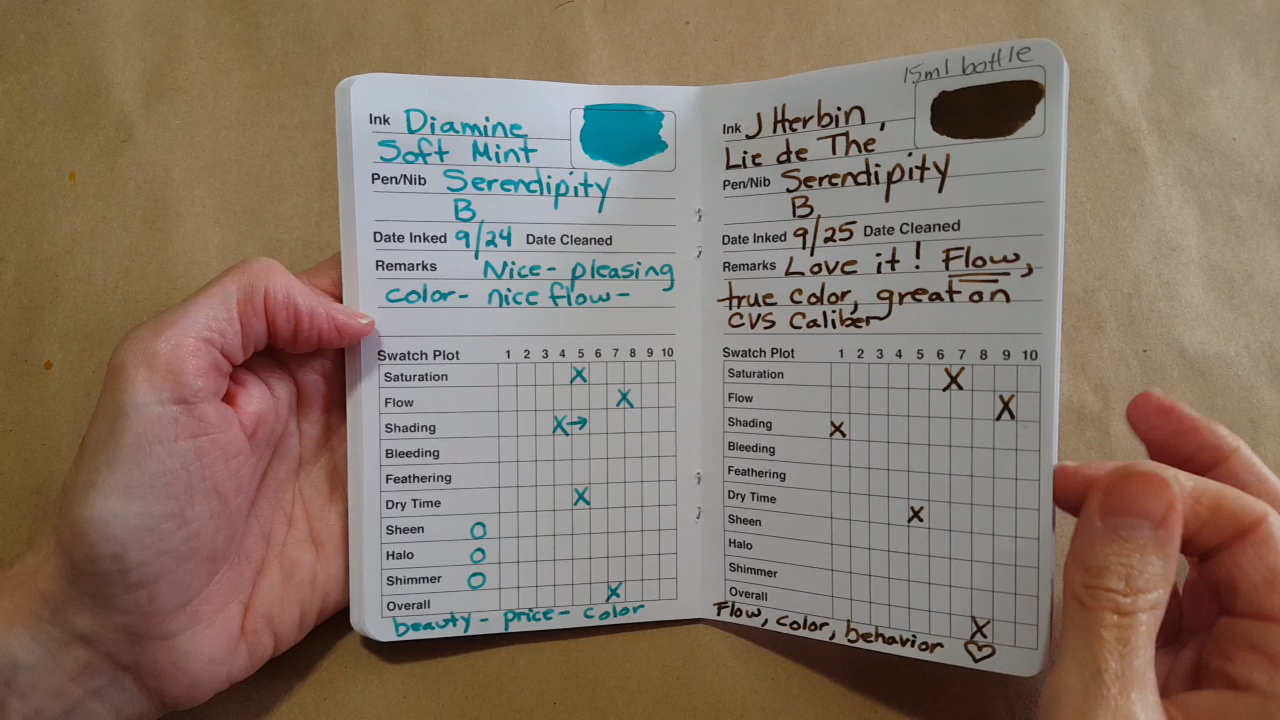 Ink Diamine
Soft Mint
Pen/Nib Serendipity
B
Date Inked 9/24 Date Cleaned
Remarks Nice- pleasing
color- nice flow-
Swatch Plot 1 2 3 4 5 6 7 8 9 10
Saturation X
Flow X
Shading X→
Bleeding
Feathering
Dry Time X
Sheen O
Halo O
Shimmer O
Overall X
beauty - price - color
15ml bottle
Ink J Herbin,
Lie de The
Pen/Nib Serendipity
B
Date Inked 9/25 Date Cleaned
Remarks Love it! Flow,
true color, great on
CVS Caliber
Swatch Plot 1 2 3 4 5 6 7 8 9 10
Saturation X
Flow X
Shading X
Bleeding
Feathering
Dry Time X
Sheen
Halo
Shimmer
Overall X
Flow, color, behavior ♡